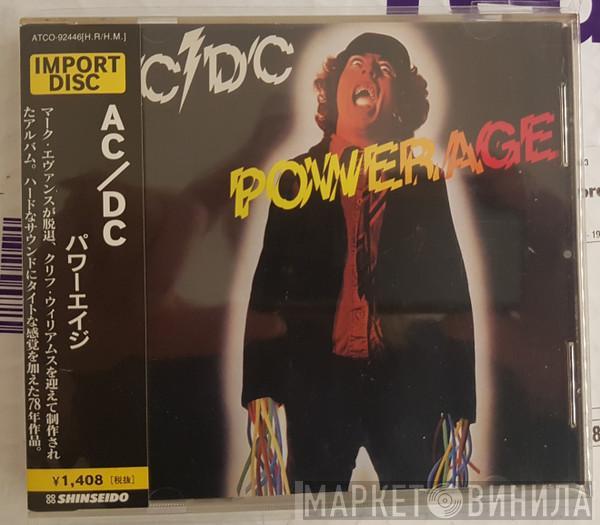 ATCO-92446[H.R/H.M.]
IMPORT
DISC
AC/DC
パワーエイジ
マーク・エヴァンスが脱退、クリフ・ウィリアムスを迎えて制作され
たアルバム。ハードなサウンドにタイトな感覚を加えた78年作品。
¥1,408 [税抜]
SHINSEIDO
C/DC
POWERAGE
МАРКЕТ ВИНИЛА